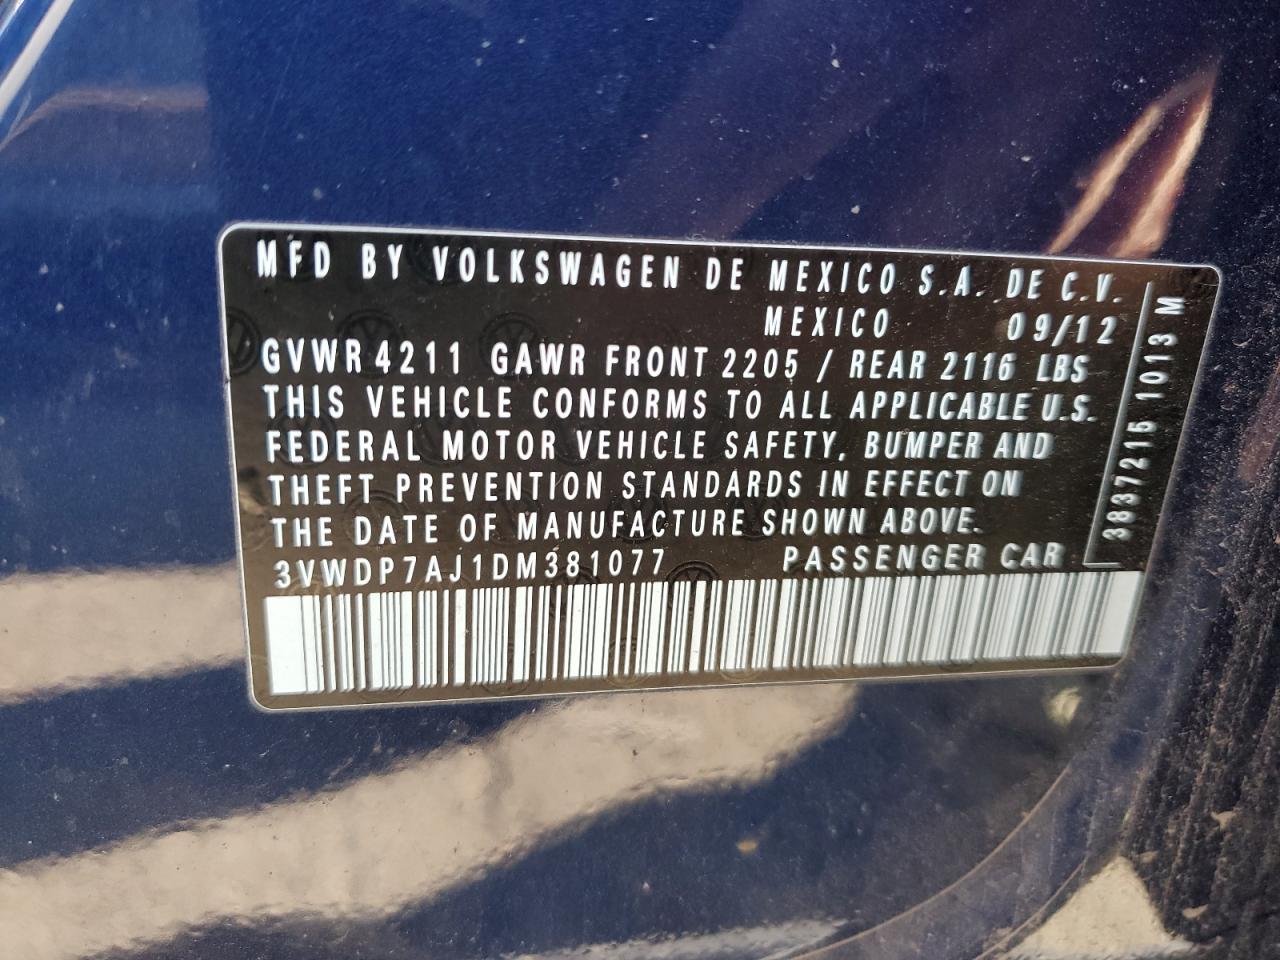 MFD BY VOLKSWAGEN DE MEXICO S.A. DE C.V.
MEXICO 09/12
GVWR 4211 GAWR FRONT 2205 / REAR 2116 LBS
THIS VEHICLE CONFORMS TO ALL APPLICABLE U.S.
FEDERAL MOTOR VEHICLE SAFETY, BUMPER AND
THEFT PREVENTION STANDARDS IN EFFECT ON
THE DATE OF MANUFACTURE SHOWN ABOVE.
3VWDP7AJ1DM381077 PASSENGER CAR
3837215 1013 M